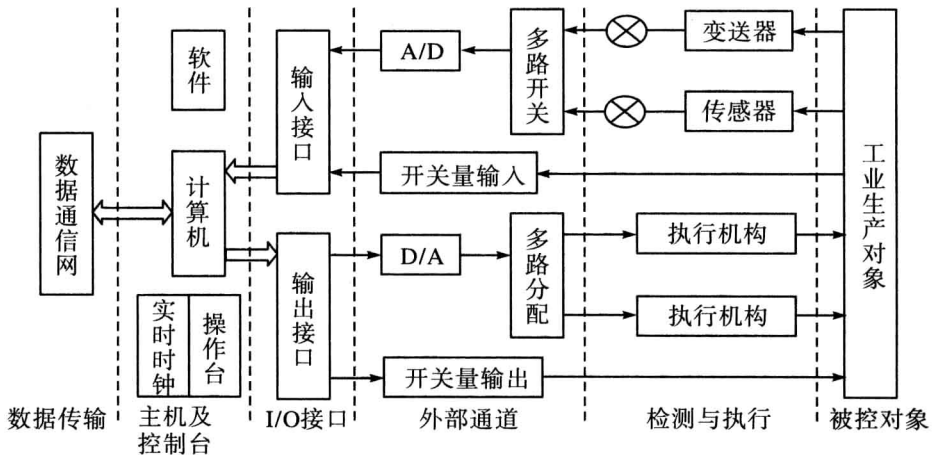 软件
输入接口
A/D
多路开关
变送器
传感器
开关量输入
数据通信网
计算机
工业生产对象
输出接口
D/A
多路分配
执行机构
执行机构
实时时钟
操作台
开关量输出
数据传输
主机及
控制台
I/O接口
外部通道
检测与执行
被控对象